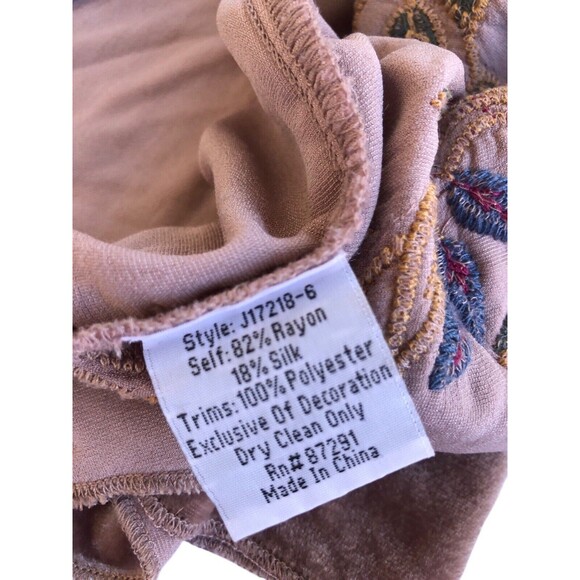 Style: J17218-6
Self: 82% Rayon
18% Silk
Trims: 100% Polyester
Exclusive Of Decoration
Dry Clean Only
Rn# 87291
Made In China